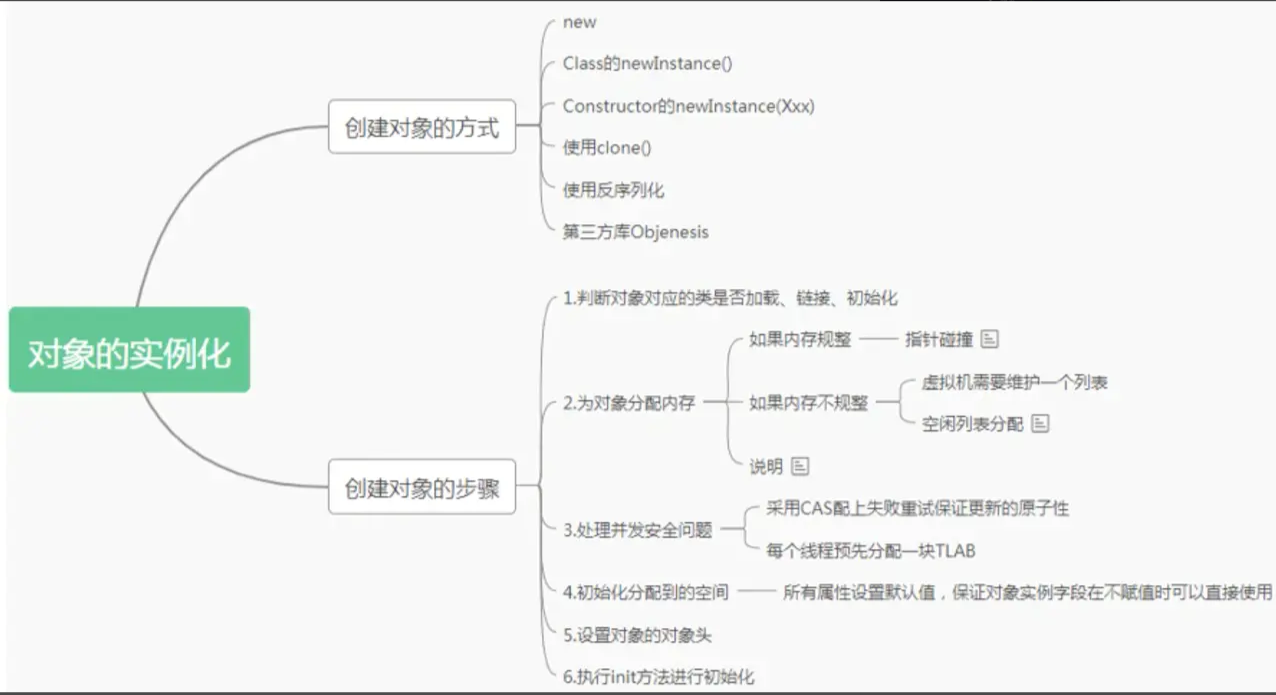 对象的实例化
创建对象的方式
new
Class的newInstance()
Constructor的newInstance(Xxx)
使用clone()
使用反序列化
第三方库Objenesis
创建对象的步骤
1.判断对象对应的类是否加载、链接、初始化
2.为对象分配内存
如果内存规整
指针碰撞
如果内存不规整
虚拟机需要维护一个列表
空闲列表分配
说明
3.处理并发安全问题
采用CAS配上失败重试保证更新的原子性
每个线程预先分配一块TLAB
4.初始化分配到的空间
所有属性设置默认值，保证对象实例字段在不赋值时可以直接使用
5.设置对象的对象头
6.执行init方法进行初始化